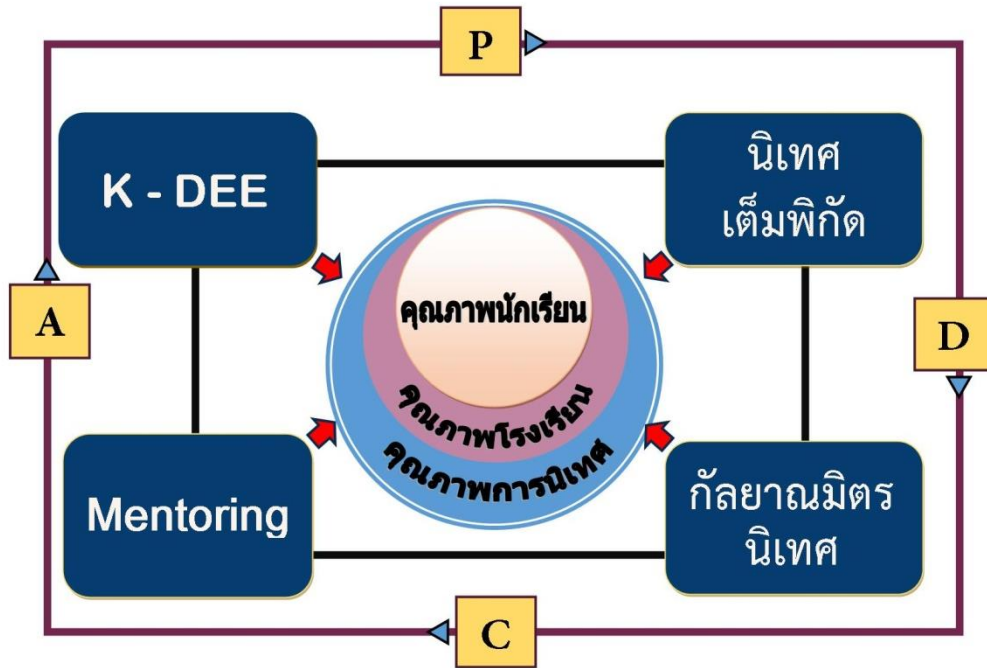 P
K - DEE
นิเทศ
เต็มพิกัด
คุณภาพนักเรียน
A
D
คุณภาพโรงเรียน
คุณภาพการนิเทศ
Mentoring
กัลยาณมิตร
นิเทศ
C